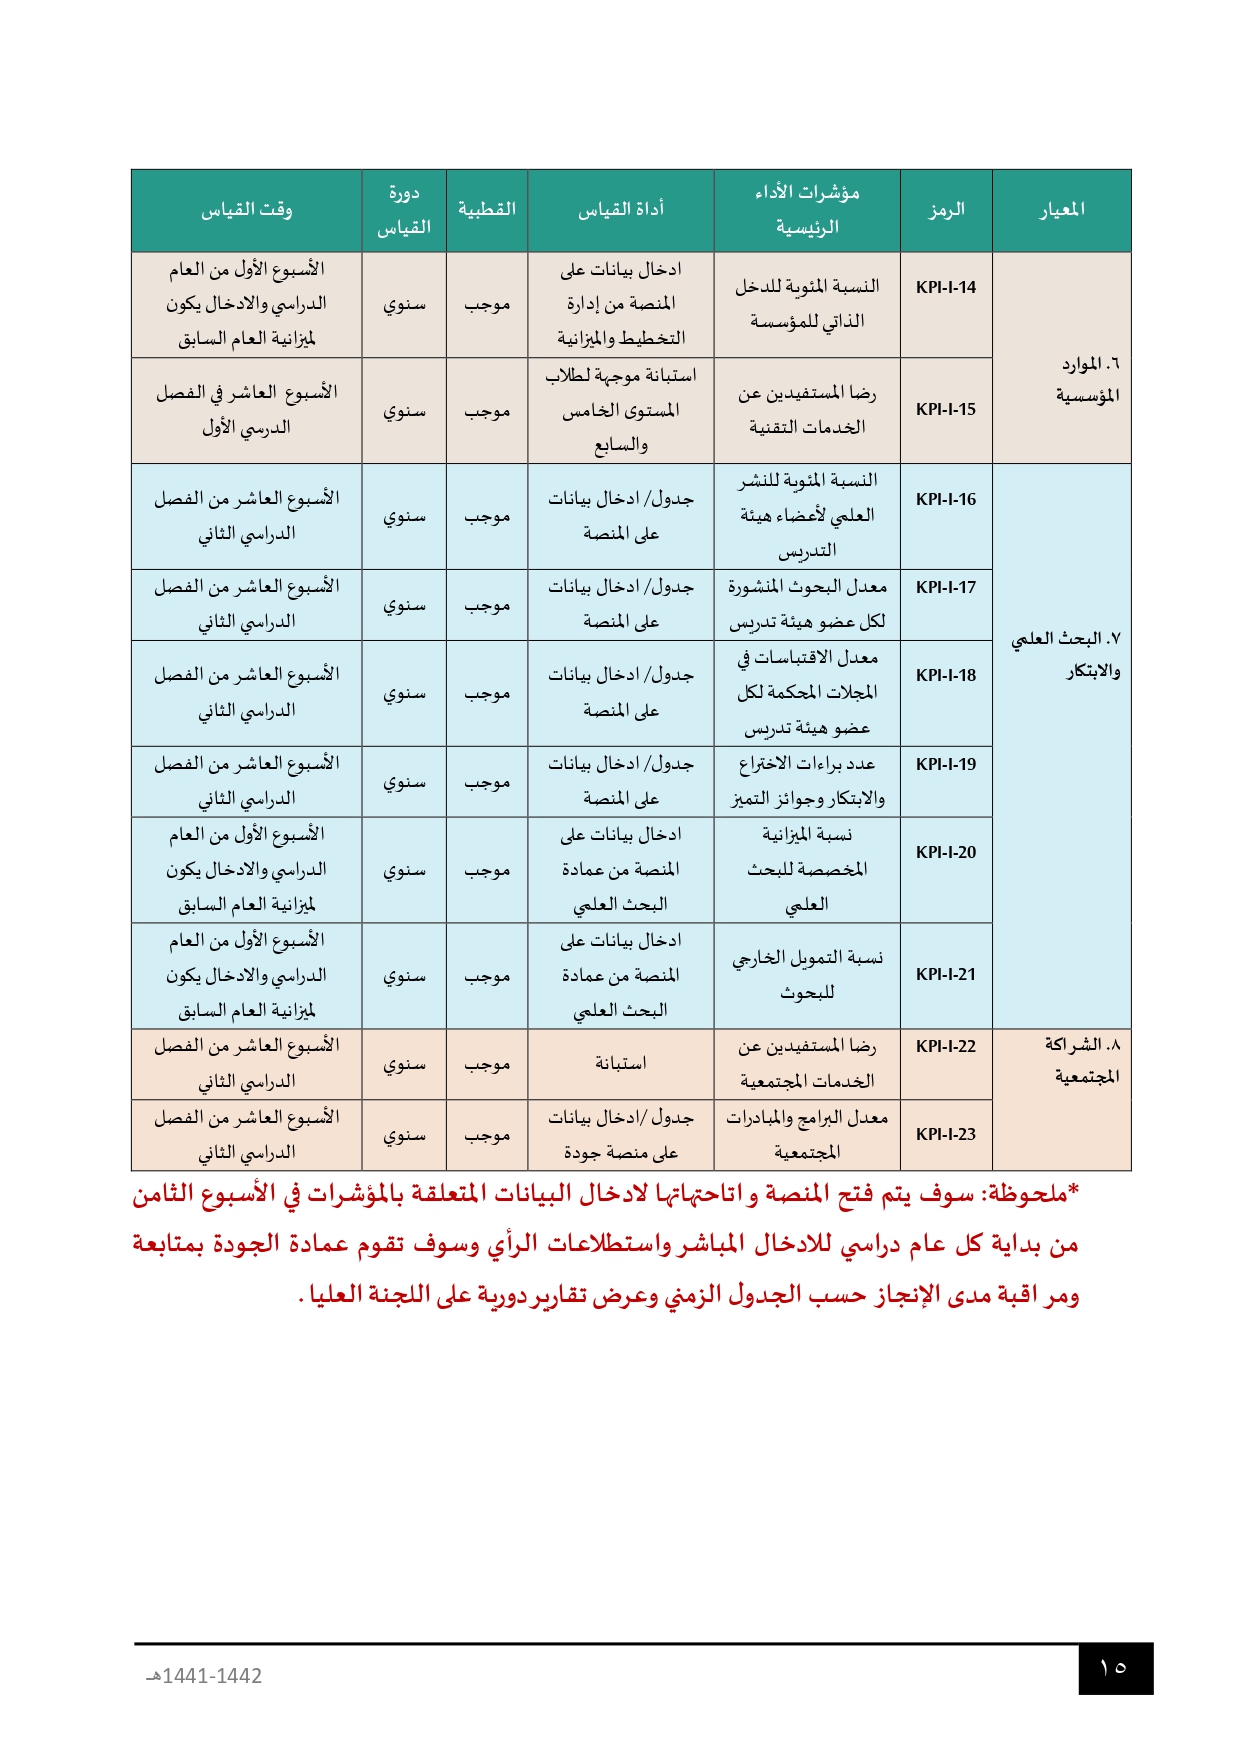 المعيار
الرمز
مؤشرات الأداء
الرئيسية
أداة القياس
القطبية
دورة
القياس
وقت القياس
٦. الموارد
المؤسسية
KPI-I-14
النسبة المئوية للدخل
الذاتي للمؤسسة
ادخال بيانات على
المنصة من إدارة
التخطيط والميزانية
موجب
سنوي
الأسبوع الأول من العام
الدراسي والادخال يكون
لميزانية العام السابق
KPI-I-15
رضا المستفيدين عن
الخدمات التقنية
استبانة موجهة لطلاب
المستوى الخامس
والسابع
موجب
سنوي
الأسبوع العاشر في الفصل
الدرسي الأول
٧. البحث العلمي
والابتكار
KPI-I-16
النسبة المئوية للنشر
العلمي لأعضاء هيئة
التدريس
جدول/ ادخال بيانات
على المنصة
موجب
سنوي
الأسبوع العاشر من الفصل
الدراسي الثاني
KPI-I-17
معدل البحوث المنشورة
لكل عضو هيئة تدريس
جدول/ ادخال بيانات
على المنصة
موجب
سنوي
الأسبوع العاشر من الفصل
الدراسي الثاني
KPI-I-18
معدل الاقتباسات في
المجلات المحكمة لكل
عضو هيئة تدريس
جدول/ ادخال بيانات
على المنصة
موجب
سنوي
الأسبوع العاشر من الفصل
الدراسي الثاني
KPI-I-19
عدد براءات الاختراع
والابتكار وجوائز التميز
جدول/ ادخال بيانات
على المنصة
موجب
سنوي
الأسبوع العاشر من الفصل
الدراسي الثاني
KPI-I-20
نسبة الميزانية
المخصصة للبحث
العلمي
ادخال بيانات على
المنصة من عمادة
البحث العلمي
موجب
سنوي
الأسبوع الأول من العام
الدراسي والادخال يكون
لميزانية العام السابق
KPI-I-21
نسبة التمويل الخارجي
للبحوث
ادخال بيانات على
المنصة من عمادة
البحث العلمي
موجب
سنوي
الأسبوع الأول من العام
الدراسي والادخال يكون
لميزانية العام السابق
٨. الشراكة
المجتمعية
KPI-I-22
رضا المستفيدين عن
الخدمات المجتمعية
استبانة
موجب
سنوي
الأسبوع العاشر من الفصل
الدراسي الثاني
KPI-I-23
معدل البرامج والمبادرات
المجتمعية
جدول /ادخال بيانات
على منصة جودة
موجب
سنوي
الأسبوع العاشر من الفصل
الدراسي الثاني
*ملحوظة: سوف يتم فتح المنصة واتاحتهاتها لادخال البيانات المتعلقة بالمؤشرات في الأسبوع الثامن
من بداية كل عام دراسي للادخال المباشر واستطلاعات الرأي وسوف تقوم عمادة الجودة بمتابعة
ومراقبة مدى الإنجاز حسب الجدول الزمني وعرض تقارير دورية على اللجنة العليا .
١٥
1441-1442هـ